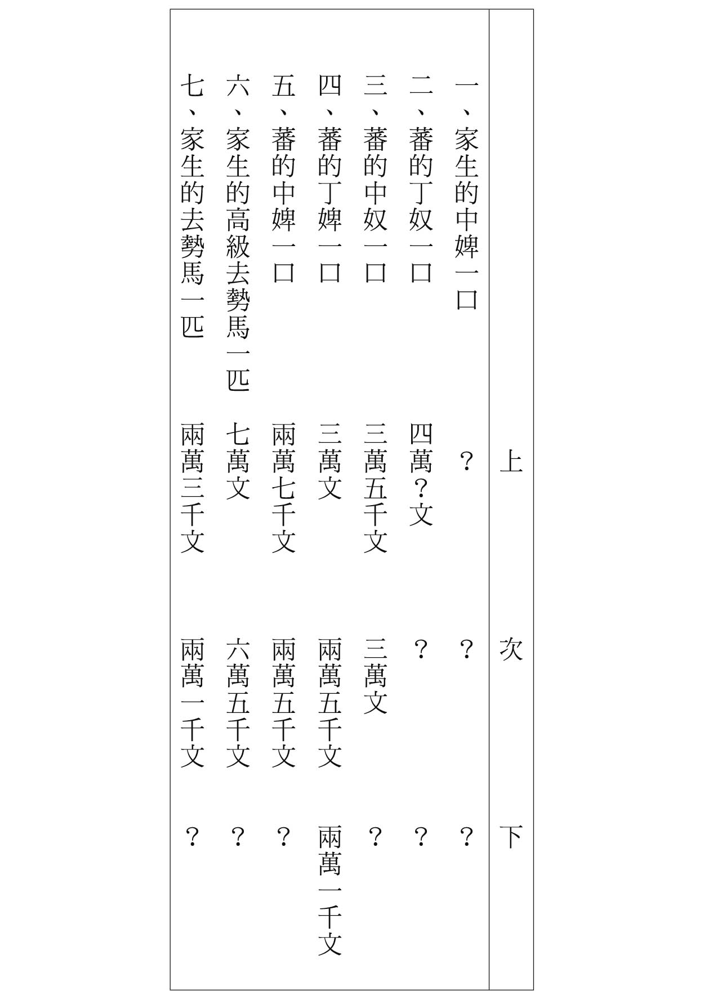 上　次　下
一、家生的中婢一口　？　？　？
二、蕃的丁奴一口　四萬？文　？　？
三、蕃的中奴一口　三萬五千文　三萬文　？
四、蕃的丁婢一口　三萬文　兩萬五千文　兩萬一千文
五、蕃的中婢一口　兩萬七千文　兩萬五千文　？
六、家生的高級去勢馬一匹　七萬文　六萬五千文　？
七、家生的去勢馬一匹　兩萬三千文　兩萬一千文　？